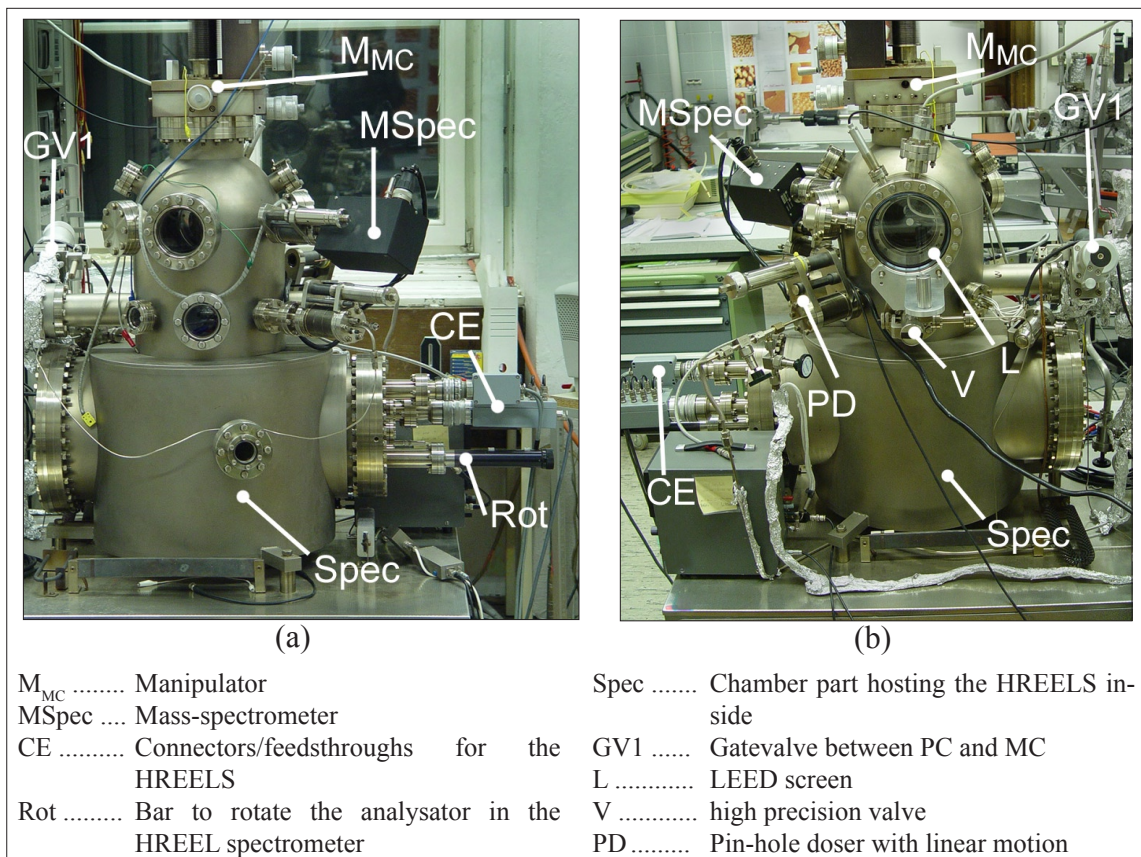 M_MC
MSpec
GV1
CE
Rot
Spec
(a)
M_MC
MSpec
GV1
L
V
PD
CE
Spec
(b)
M_MC ........ Manipulator
MSpec .... Mass-spectrometer
CE .......... Connectors/feedsthroughs for the
HREELS
Rot ......... Bar to rotate the analysator in the
HREEL spectrometer
Spec ....... Chamber part hosting the HREELS in-
side
GV1 ...... Gatevalve between PC and MC
L ............ LEED screen
V ............ high precision valve
PD ......... Pin-hole doser with linear motion